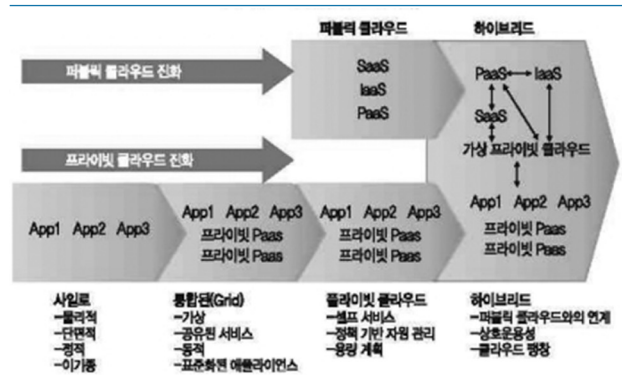 퍼블릭 클라우드
하이브리드
퍼블릭 클라우드 진화
SaaS
IaaS
PaaS
PaaS
IaaS
SaaS
가상 프라이빗 클라우드
프라이빗 클라우드 진화
App1 App2 App3
App1 App2 App3
프라이빗 Paas
프라이빗 Paas
App1 App2 App3
프라이빗 Paas
프라이빗 Paas
App1 App2 App3
프라이빗 Paas
프라이빗 Paas
사일로
-물리적
-단면적
-정적
-이기종
통합된(Grid)
-가상
-공유된 서비스
-동적
-표준화된 애플라이언스
플라이빗 클라우드
-셀프 서비스
-정책 기반 자원 관리
-용량 계획
하이브리드
-퍼블릭 클라우드와의 연계
-상호운용성
-클라우드 팽창